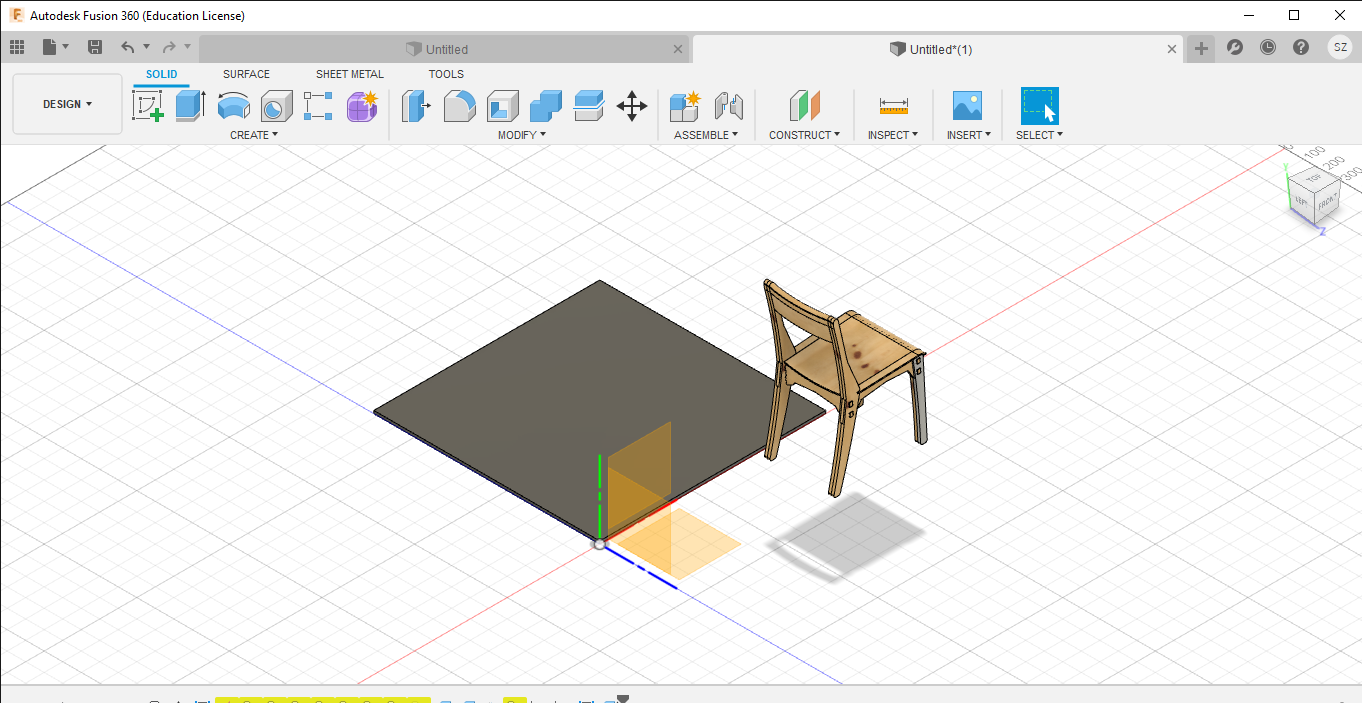 Autodesk Fusion 360 (Education License)
Untitled
Untitled*(1)
SZ
SOLID
SURFACE
SHEET METAL
TOOLS
DESIGN
CREATE
MODIFY
ASSEMBLE
CONSTRUCT
INSPECT
INSERT
SELECT
100
200
300
Y
TOP
LEFT
FRONT
Z